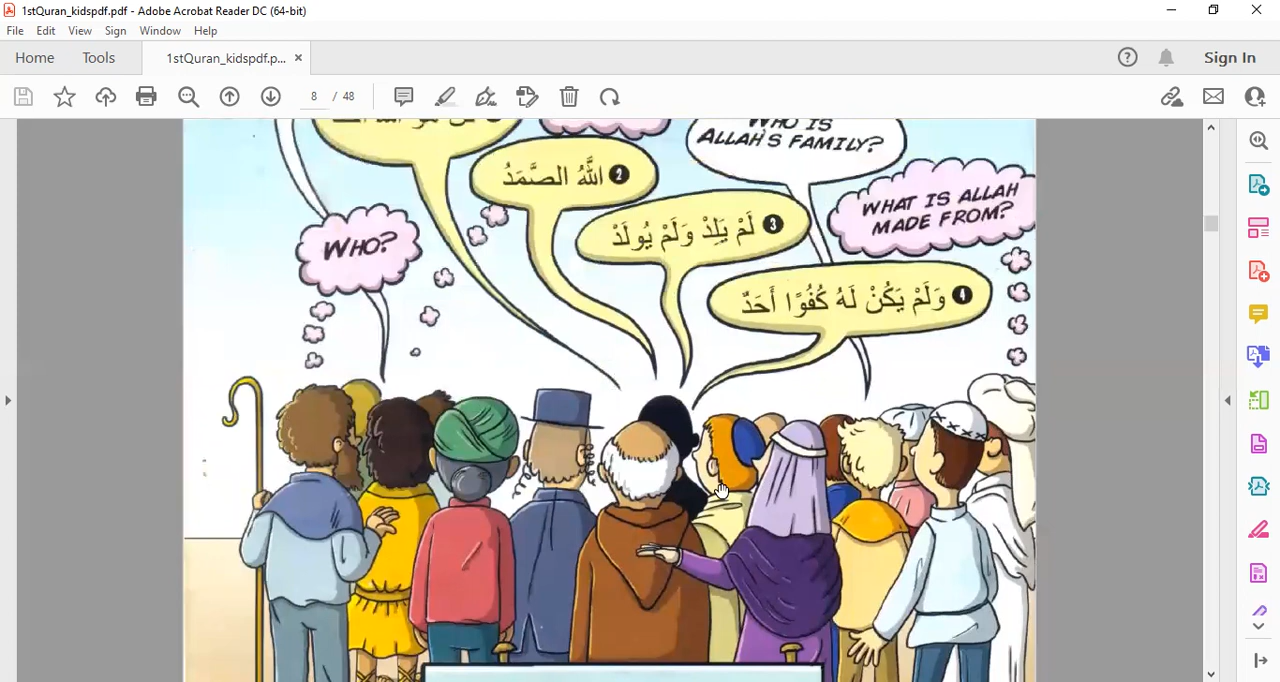 1stQuran_kidspdf.pdf - Adobe Acrobat Reader DC (64-bit)
File Edit View Sign Window Help
Home Tools 1stQuran_kidspdf.p... Sign In
8 / 48
WHO IS
ALLAH'S FAMILY?
2 اللَّهُ الصَّمَدُ
WHAT IS ALLAH
MADE FROM?
3 لَمْ يَلِدْ وَلَمْ يُولَدْ
WHO?
4 وَلَمْ يَكُنْ لَهُ كُفُوًا أَحَدٌ